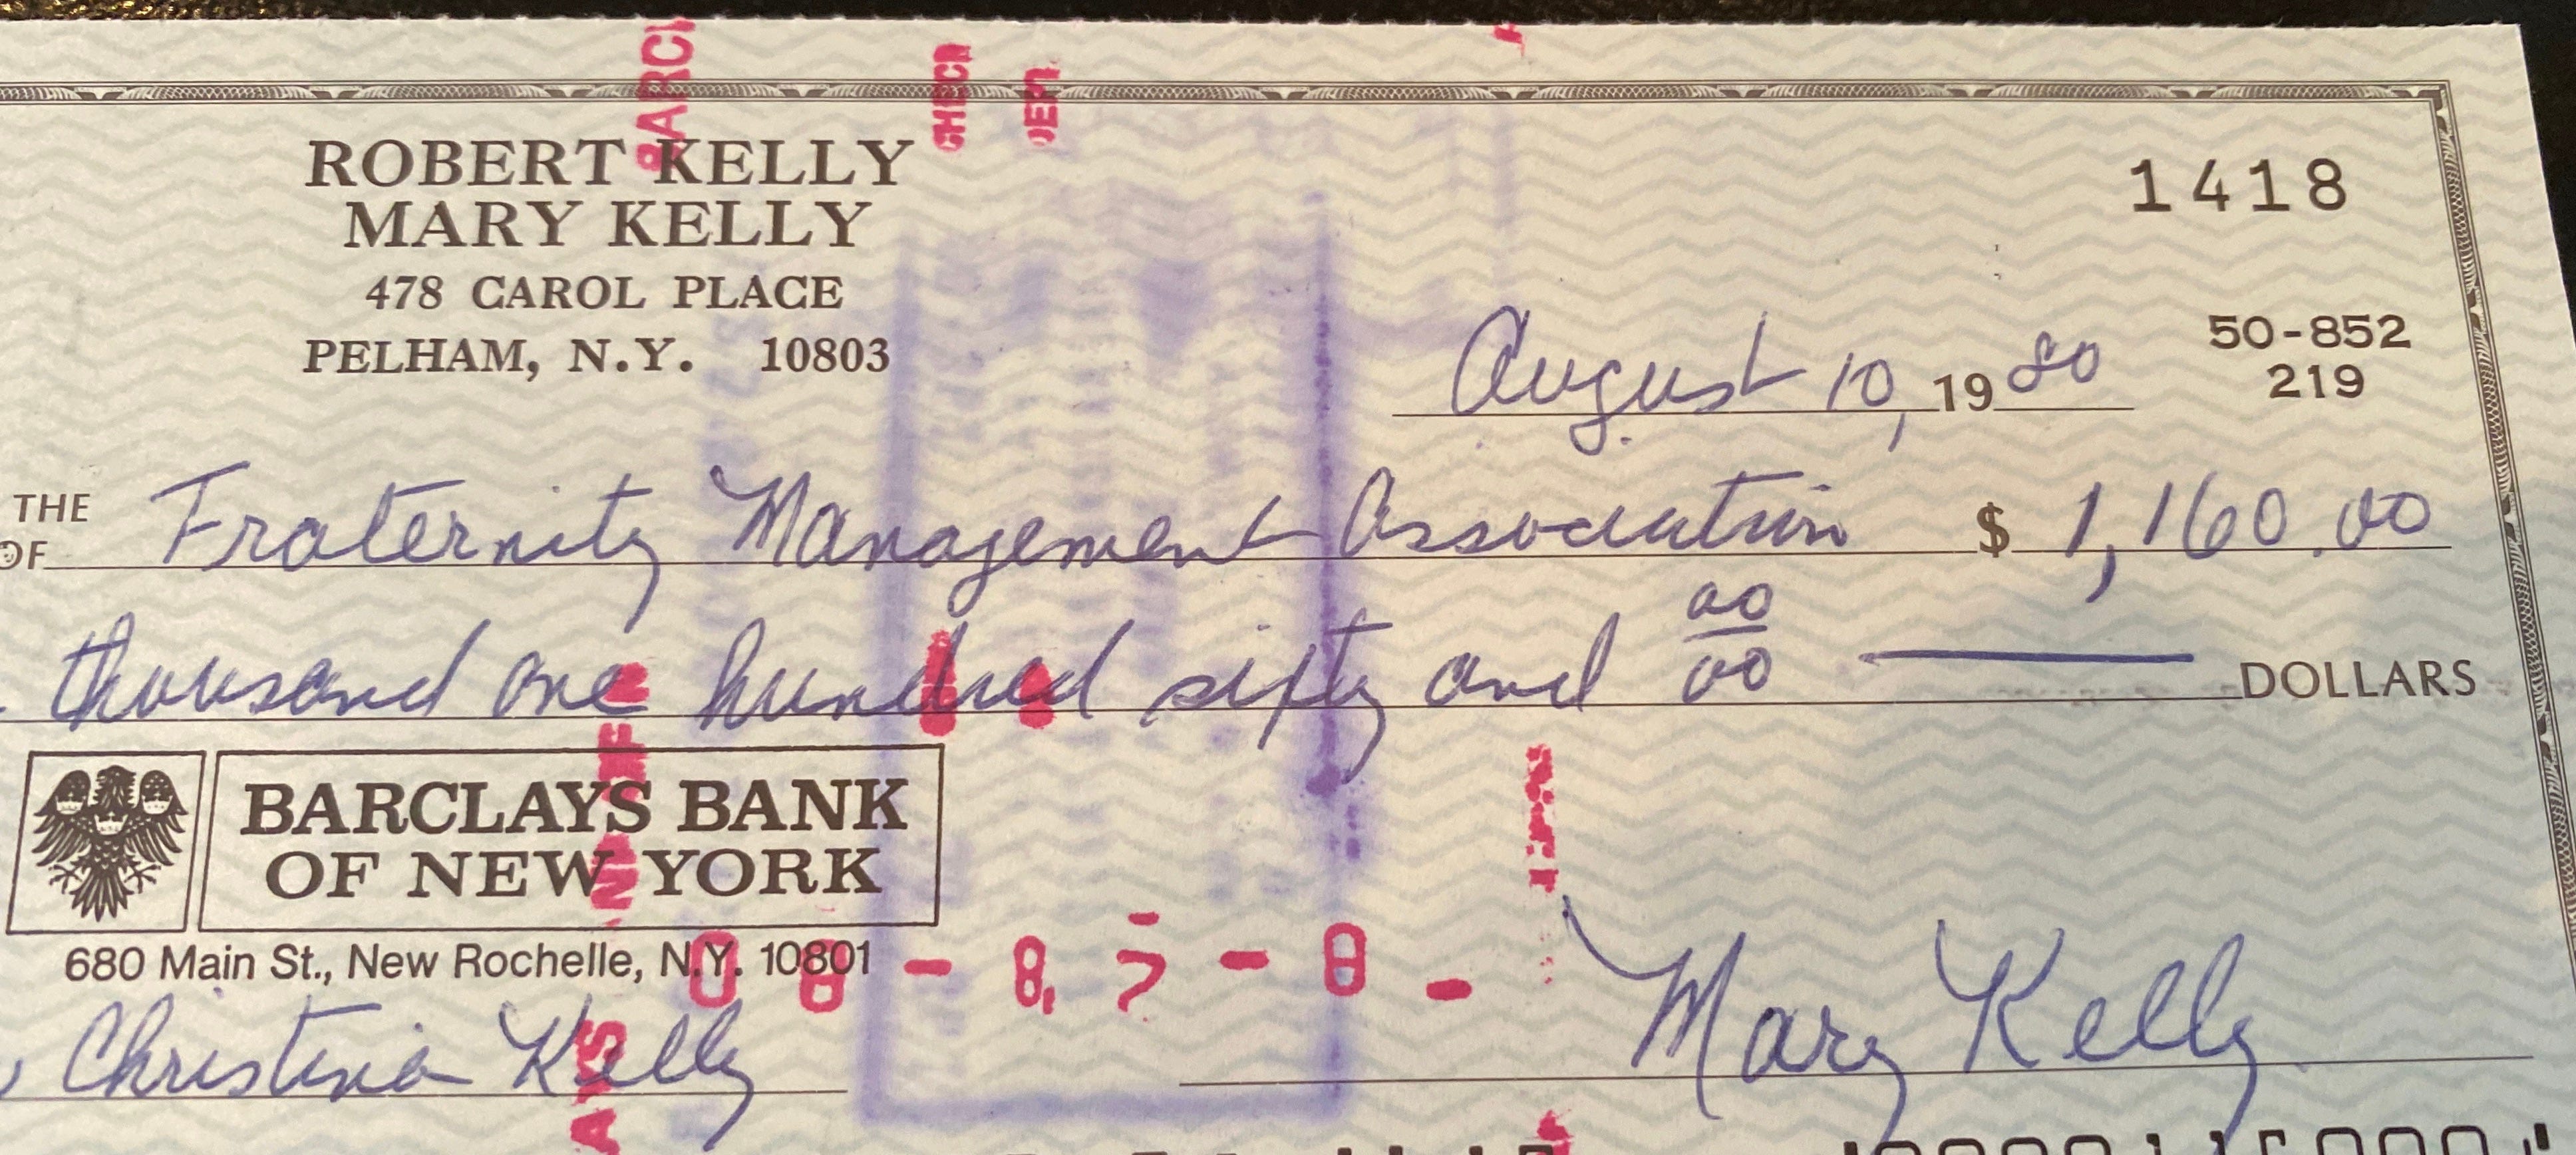 ROBERT KELLY
MARY KELLY
478 CAROL PLACE
PELHAM, N.Y. 10803
1418
August 10, 1980
50-852
219
THE
OF Fraternity Management Association $ 1,160.00
thousand one hundred sixty and 00/00 DOLLARS
BARCLAYS BANK
OF NEW YORK
680 Main St., New Rochelle, N.Y. 10801
Christina Kelly
Mary Kelly